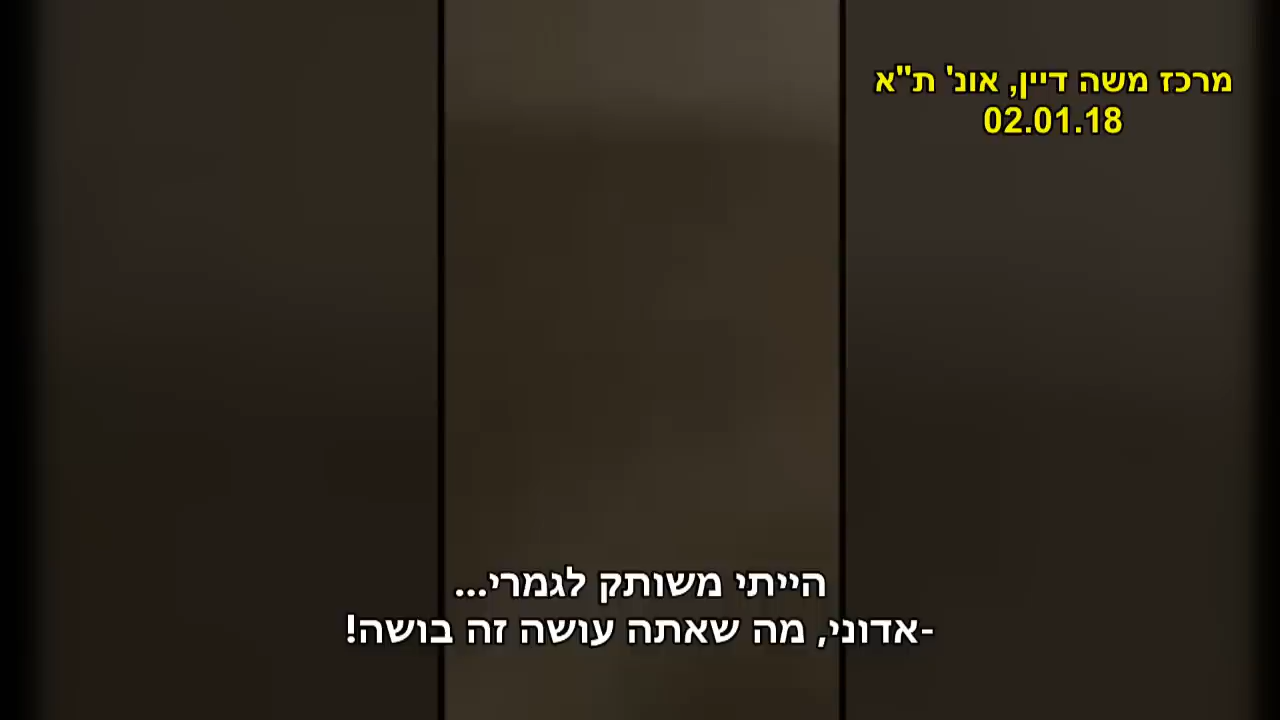 מרכז משה דיין, אונ' ת"א
02.01.18
הייתי משותק לגמרי...
-אדוני, מה שאתה עושה זה בושה!